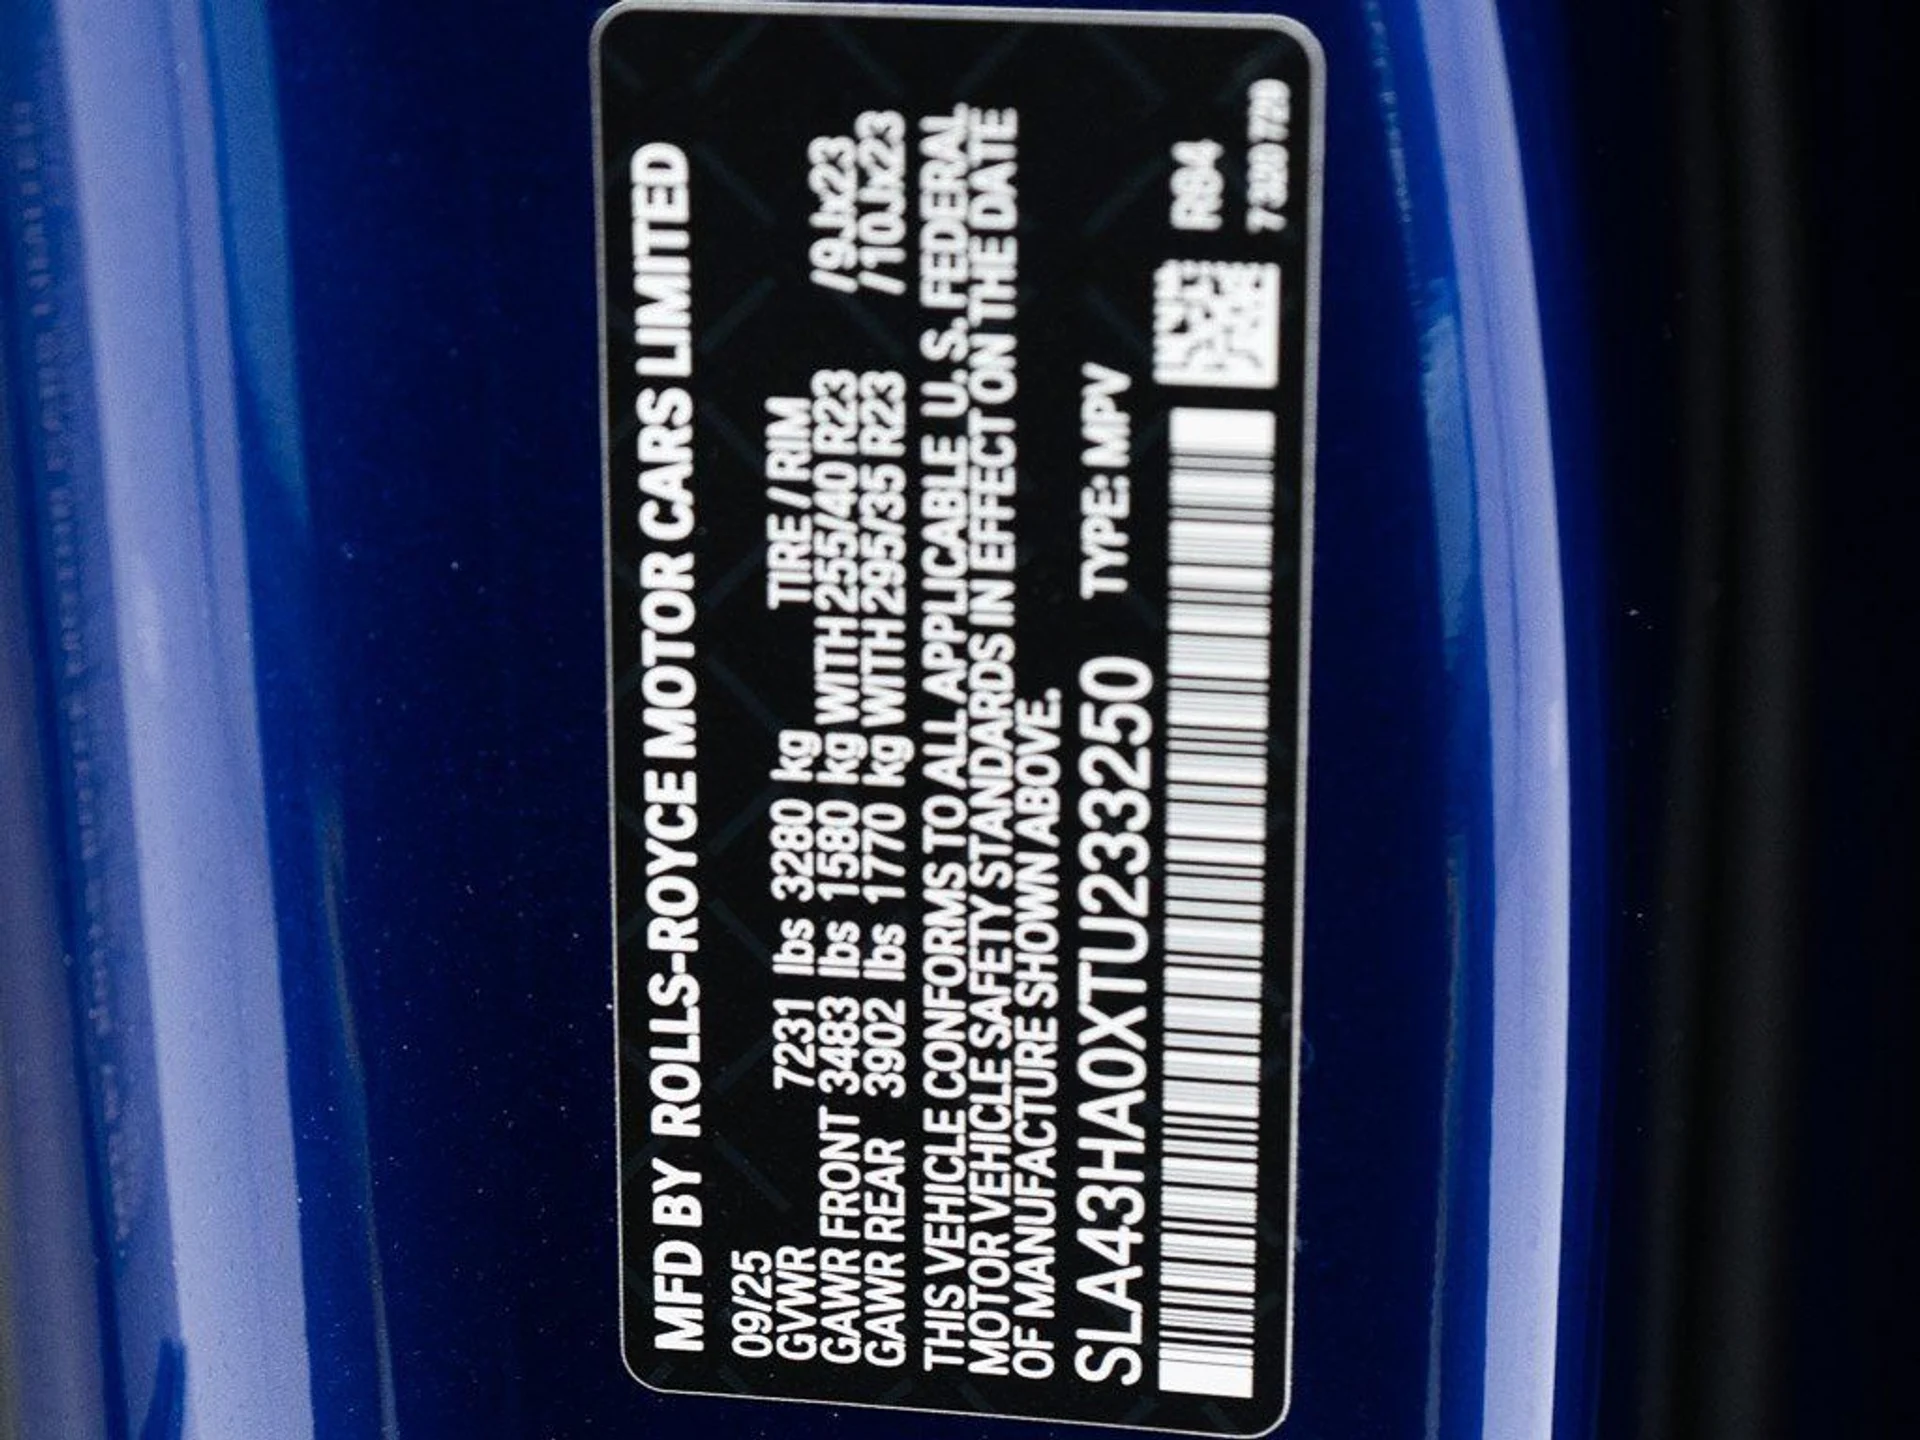 MFD BY ROLLS-ROYCE MOTOR CARS LIMITED
09/25
GVWR 7231 lbs 3280 kg TIRE / RIM
GAWR FRONT 3483 lbs 1580 kg WITH 255/40 R23 /9Jx23
GAWR REAR 3902 lbs 1770 kg WITH 295/35 R23 /10Jx23
THIS VEHICLE CONFORMS TO ALL APPLICABLE U. S. FEDERAL
MOTOR VEHICLE SAFETY STANDARDS IN EFFECT ON THE DATE
OF MANUFACTURE SHOWN ABOVE.
SLA43HA0XTU233250 TYPE: MPV